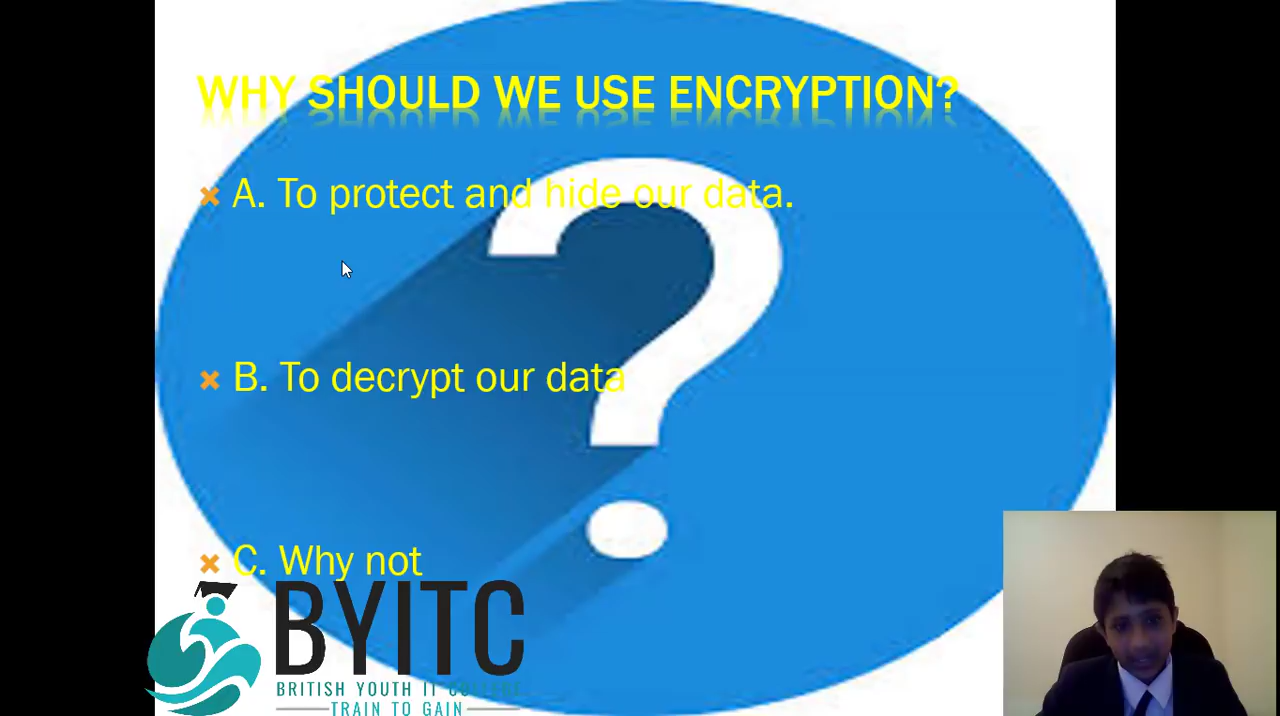 WHY SHOULD WE USE ENCRYPTION?
A. To protect and hide our data.
B. To decrypt our data
C. Why not
BYITC
BRITISH YOUTH IT COLLEGE
TRAIN TO GAIN